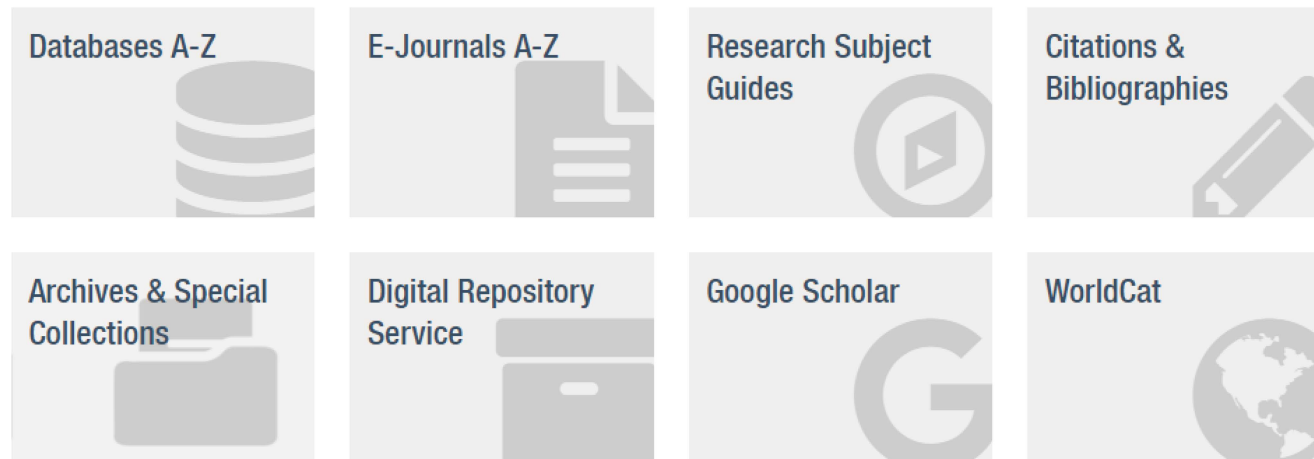 Databases A-Z
E-Journals A-Z
Research Subject
Guides
Citations &
Bibliographies
Archives & Special
Collections
Digital Repository
Service
Google Scholar
WorldCat